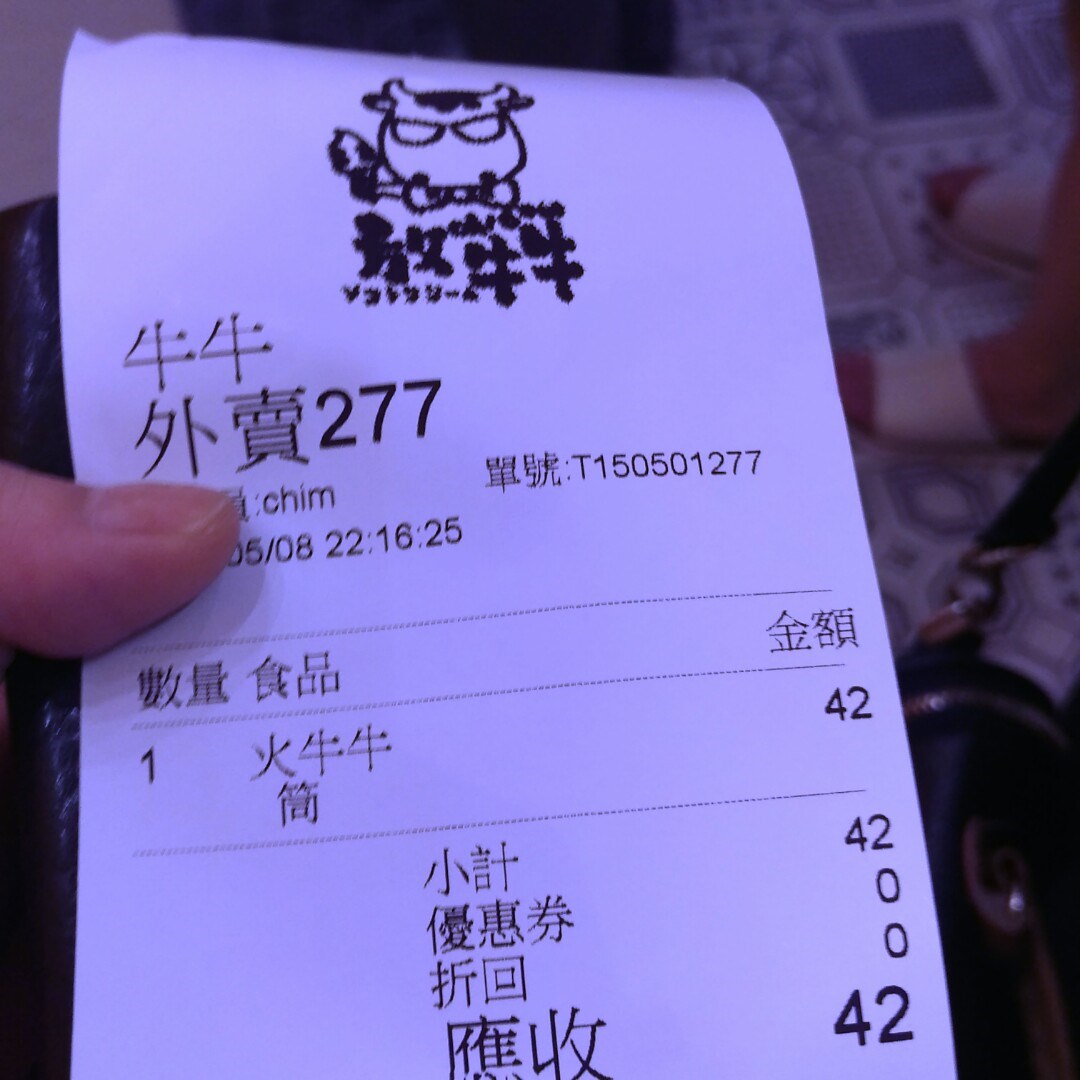 牛牛
牛牛
外賣277
員:chim
單號:T150501277
05/08 22:16:25
數量 食品 金額
1 火牛牛 42
筒
小計 42
優惠券 0
折回 0
應收 42